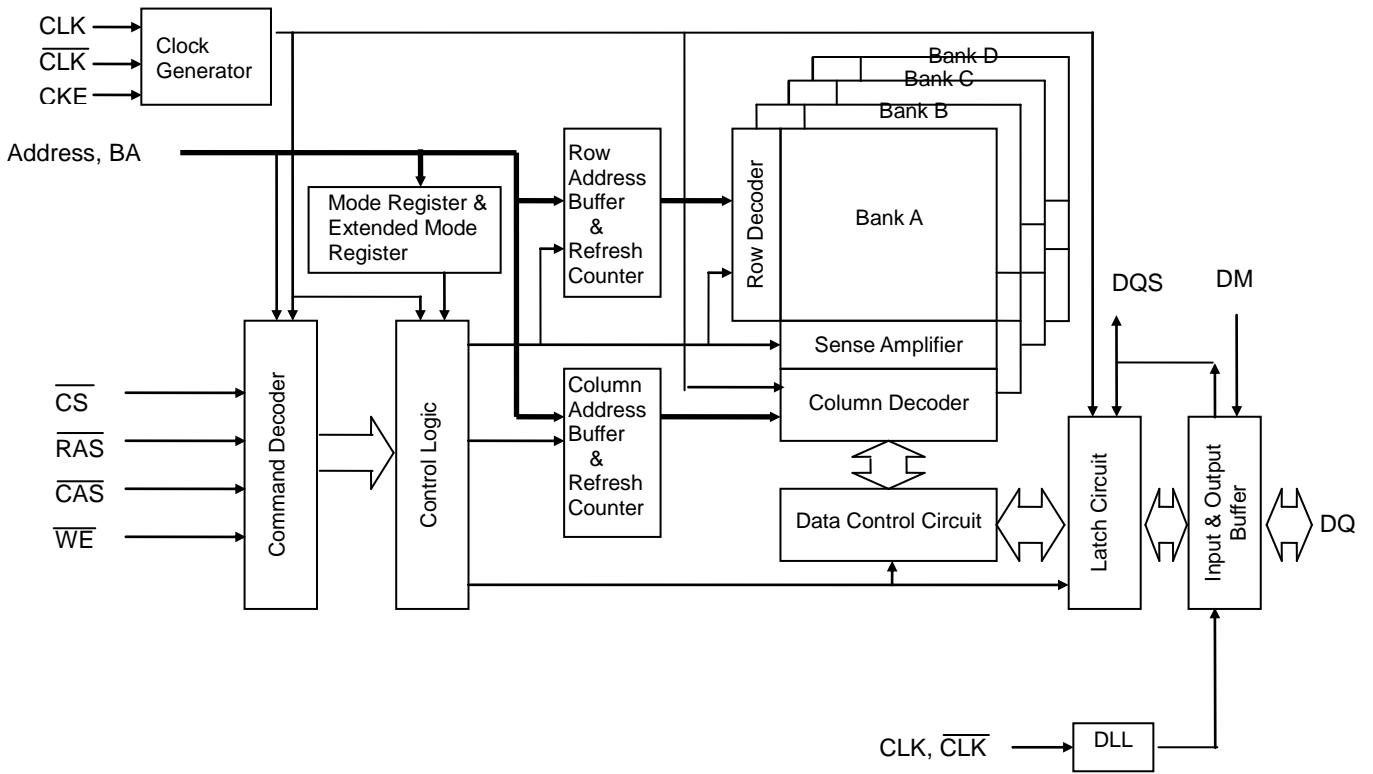 CLK
CLK
CKE
Clock
Generator
Bank D
Bank C
Bank B
Address, BA
Mode Register &
Extended Mode
Register
Row
Address
Buffer
&
Refresh
Counter
Row Decoder
Bank A
DQS
DM
Sense Amplifier
Column Decoder
CS
RAS
CAS
WE
Command Decoder
Control Logic
Column
Address
Buffer
&
Refresh
Counter
Data Control Circuit
Latch Circuit
Input & Output
Buffer
DQ
CLK, CLK
DLL